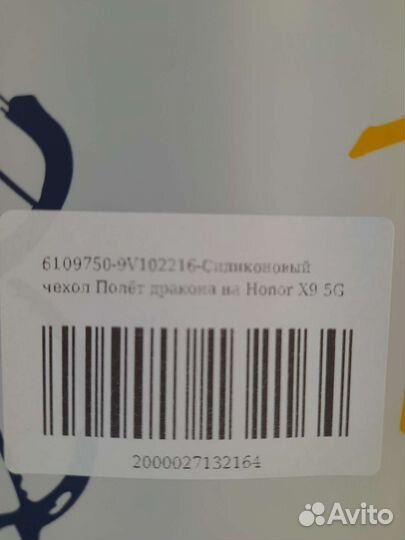 6109750-9V102216-Силиконовый
чехол Полёт дракона на Honor X9 5G
2000027132164
Avito